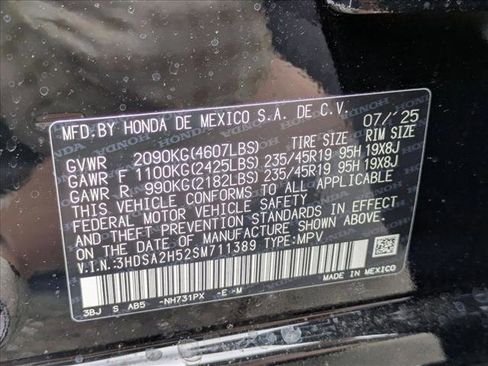 MFD.BY HONDA DE MEXICO S.A. DE C.V. 07/'25
TIRE SIZE RIM SIZE
GVWR 2090KG(4607LBS)
GAWR F 1100KG(2425LBS) 235/45R19 95H 19X8J
GAWR R 990KG(2182LBS) 235/45R19 95H 19X8J
THIS VEHICLE CONFORMS TO ALL APPLICABLE
FEDERAL MOTOR VEHICLE SAFETY AND
THEFT PREVENTION STANDARDS IN EFFECT
ON THE DATE OF MANUFACTURE SHOWN ABOVE.
V.I.N.:3HDSA2H52SM711389 TYPE:MPV
3BJ S AB5 -NH731PX -E -M
MADE IN MEXICO